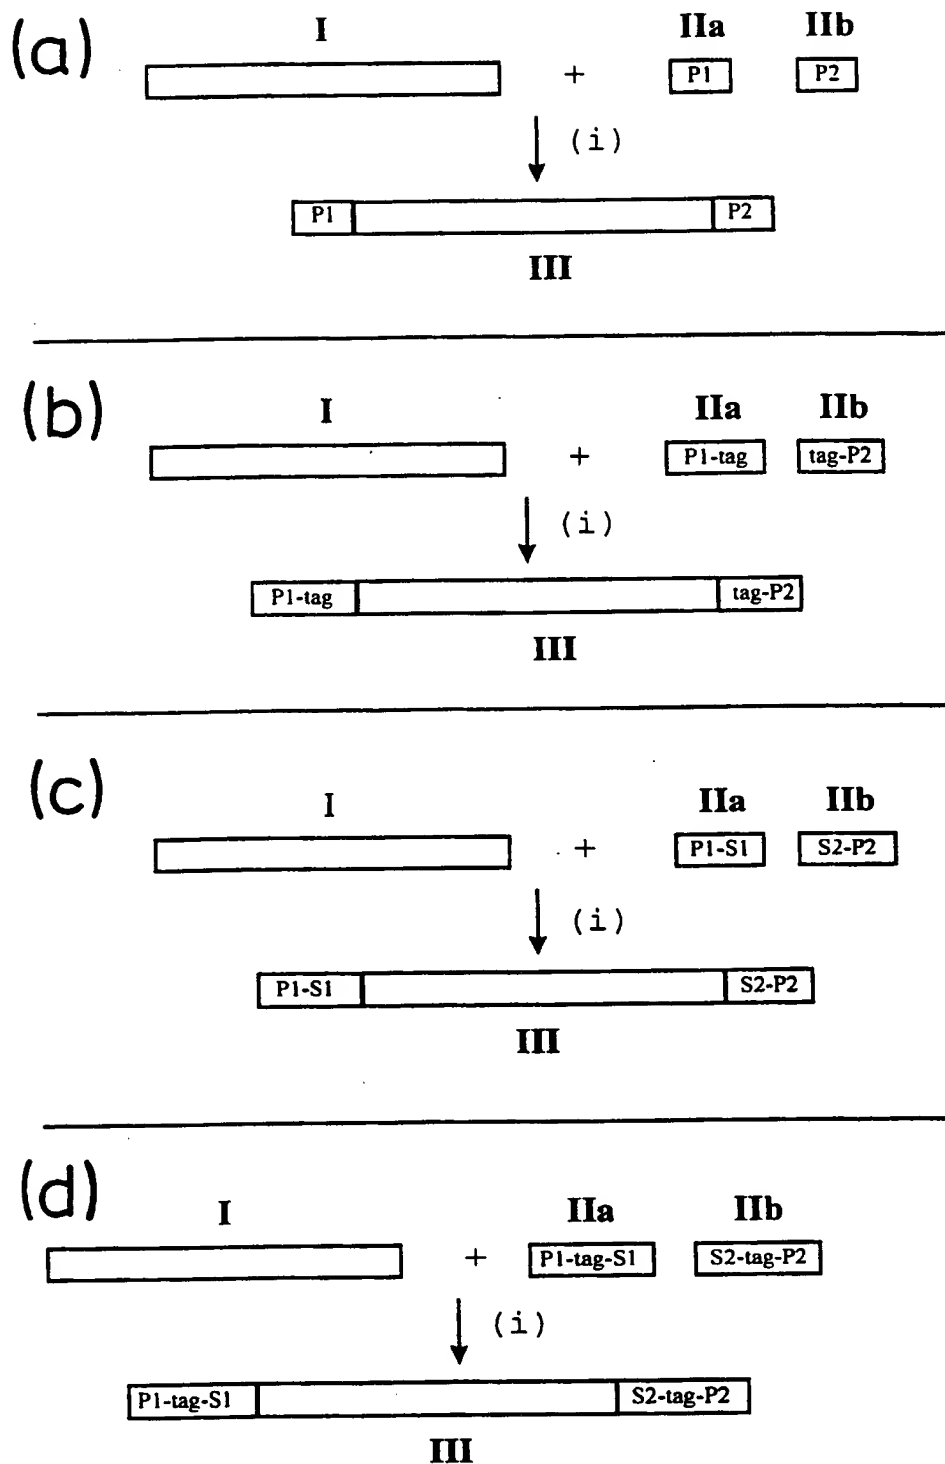 (a)
I IIa IIb
+ P1 P2
(i)
P1 P2
III
(b)
I IIa IIb
+ P1-tag tag-P2
(i)
P1-tag tag-P2
III
(c)
I IIa IIb
+ P1-S1 S2-P2
(i)
P1-S1 S2-P2
III
(d)
I IIa IIb
+ P1-tag-S1 S2-tag-P2
(i)
P1-tag-S1 S2-tag-P2
III